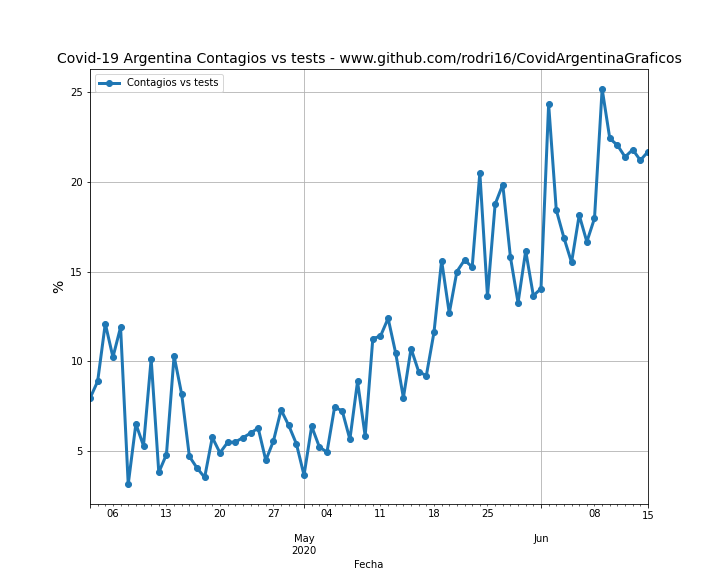 Covid-19 Argentina Contagios vs tests - www.github.com/rodri16/CovidArgentinaGraficos
Contagios vs tests
25
20
15
10
5
%
06 13 20 27 04 11 18 25 08 15
May Jun
2020
Fecha